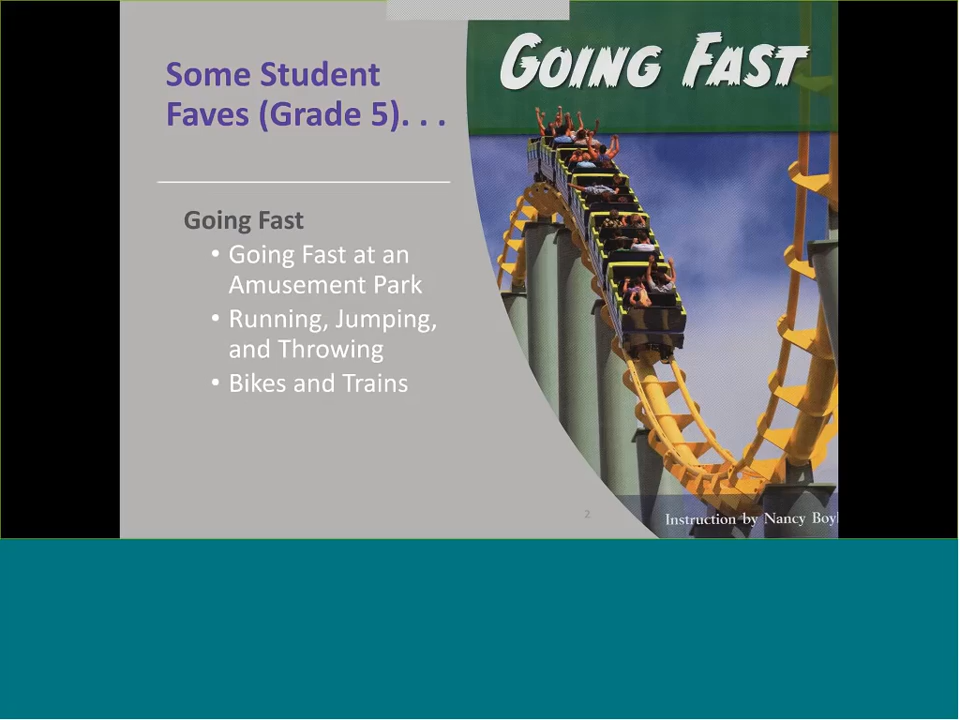 Some Student
Faves (Grade 5). . .
Going Fast
• Going Fast at an
Amusement Park
• Running, Jumping,
and Throwing
• Bikes and Trains
2
GOING FAST
Instruction by Nancy Boyl